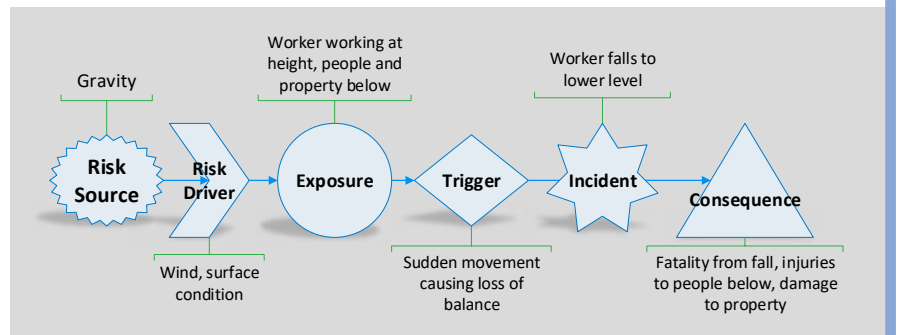 Gravity
Worker working at
height, people and
property below
Worker falls to
lower level
Risk
Source
Risk
Driver
Exposure
Trigger
Incident
Consequence
Wind, surface
condition
Sudden movement
causing loss of
balance
Fatality from fall, injuries
to people below, damage
to property